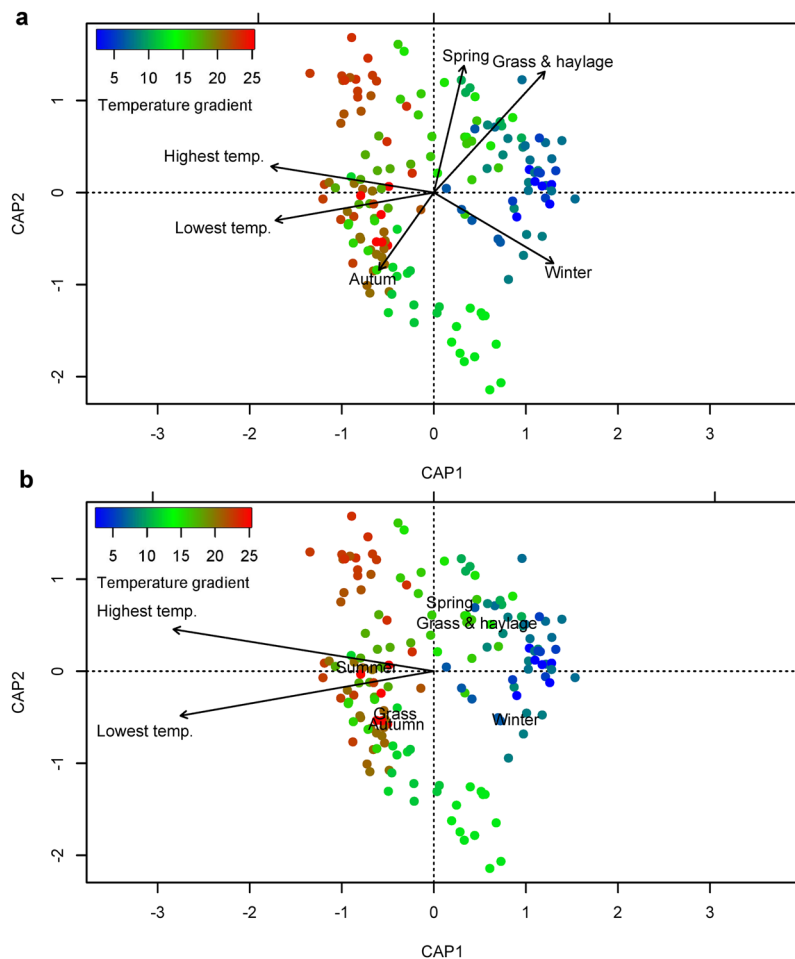 a
5 10 15 20 25
Temperature gradient
Spring
Grass & haylage
Highest temp.
Lowest temp.
Autum
Winter
1
0
-1
-2
CAP2
-3 -2 -1 0 1 2 3
CAP1
b
5 10 15 20 25
Temperature gradient
Highest temp.
Spring
Grass & haylage
Summer
Lowest temp.
Grass
Autumn
Winter
1
0
-1
-2
CAP2
-3 -2 -1 0 1 2 3
CAP1